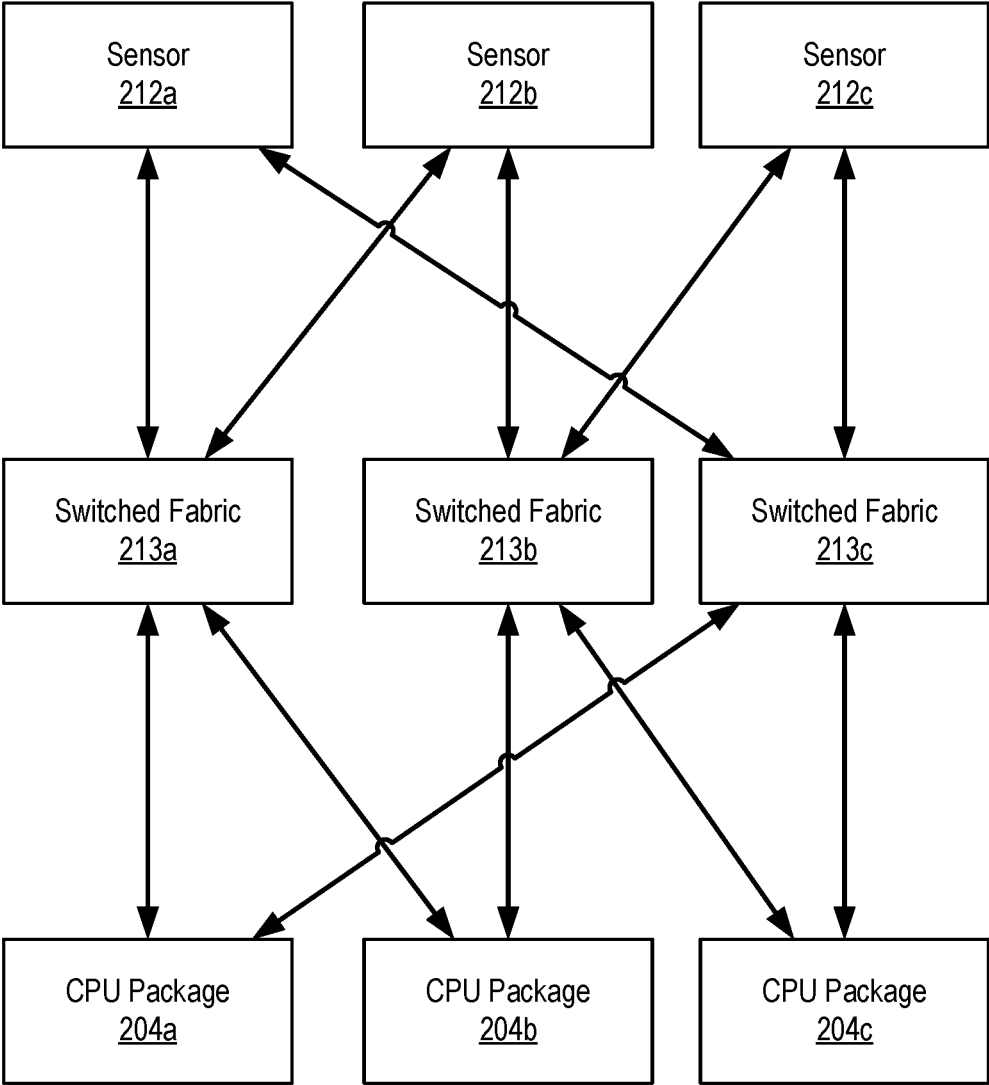 Sensor
212a
Sensor
212b
Sensor
212c
Switched Fabric
213a
Switched Fabric
213b
Switched Fabric
213c
CPU Package
204a
CPU Package
204b
CPU Package
204c